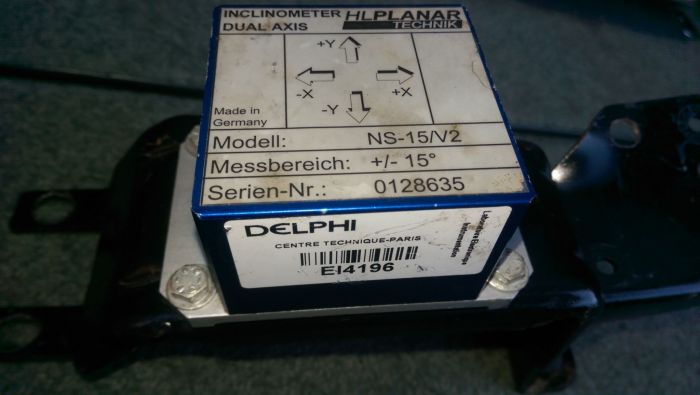 INCLINOMETER
DUAL AXIS
HLPLANAR
TECHNIK
+Y
-X
+X
-Y
Made in
Germany
Modell: NS-15/V2
Messbereich: +/- 15°
Serien-Nr.: 0128635
DELPHI
CENTRE TECHNIQUE-PARIS
EI4196